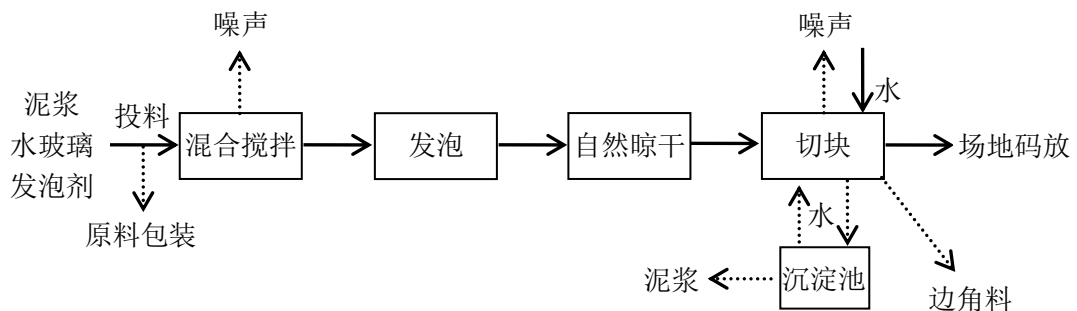 噪声
噪声
泥浆
水玻璃
发泡剂
投料
混合搅拌
发泡
自然晾干
切块
水
场地码放
原料包装
水
泥浆
沉淀池
边角料